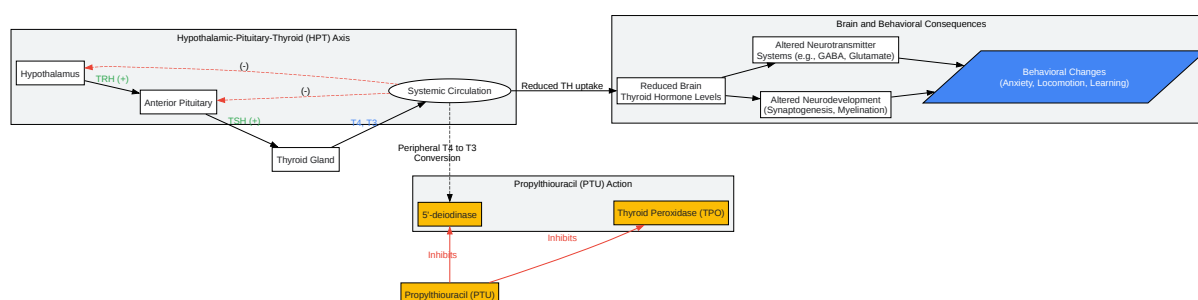 Hypothalamic-Pituitary-Thyroid (HPT) Axis
Hypothalamus
TRH (+)
(-)
(-)
Anterior Pituitary
TSH (+)
Thyroid Gland
T4, T3
Systemic Circulation
Reduced TH uptake
Peripheral T4 to T3
Conversion
Brain and Behavioral Consequences
Reduced Brain
Thyroid Hormone Levels
Altered Neurotransmitter
Systems (e.g., GABA, Glutamate)
Altered Neurodevelopment
(Synaptogenesis, Myelination)
Behavioral Changes
(Anxiety, Locomotion, Learning)
Propylthiouracil (PTU) Action
5'-deiodinase
Thyroid Peroxidase (TPO)
Inhibits
Inhibits
Propylthiouracil (PTU)